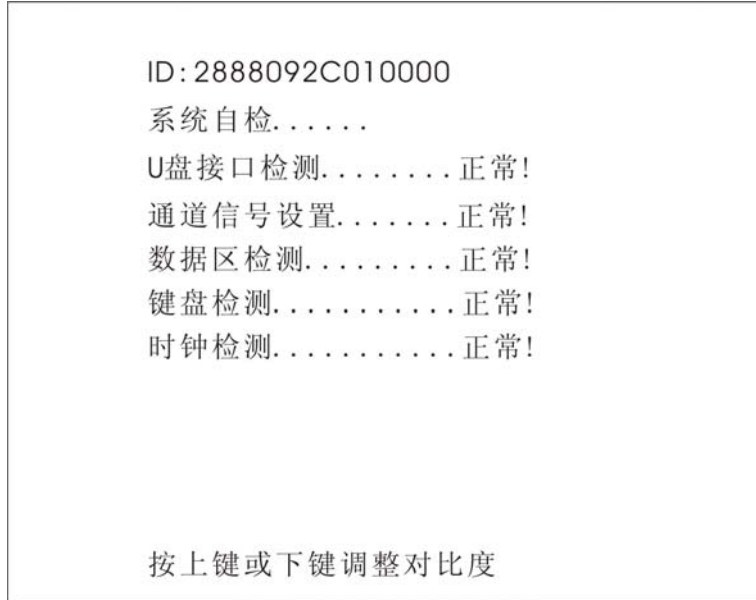 ID:2888092C010000
系统自检......
U盘接口检测........正常!
通道信号设置.......正常!
数据区检测.........正常!
键盘检测...........正常!
时钟检测...........正常!
按上键或下键调整对比度